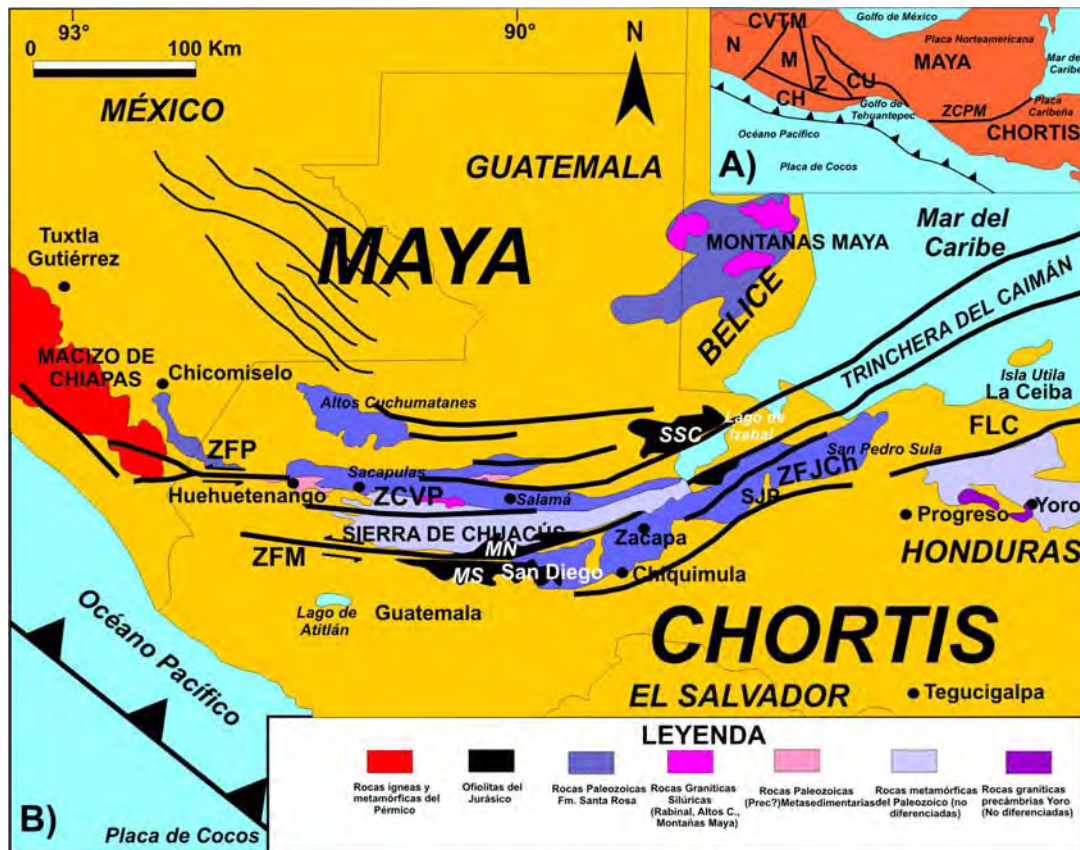 93°
90°
0 100 Km
N
MÉXICO
GUATEMALA
MAYA
Tuxtla
Gutiérrez
MACIZO DE
CHIAPAS
Chicomiselo
Altos Cuchumatanes
MONTAÑAS MAYA
BELICE
Mar del
Caribe
TRINCHERA DEL CAIMÁN
Isla Utila
La Ceiba
FLC
SSC
Lago de
Izabal
San Pedro Sula
ZFP
Huehuetenango
Sacapulas
ZCVP
Salamá
SIERRA DE CHUACÚS
ZFJCh
SJP
Zacapa
Progreso
Yoro
HONDURAS
ZFM
MN
MS
San Diego
Chiquimula
Lago de
Atitlán
Guatemala
CHORTIS
EL SALVADOR
Tegucigalpa
Océano Pacífico
Placa de Cocos
B)
CVTM
Golfo de México
Placa Norteamericana
N
M
MAYA
Mar del
Caribe
Z
CU
CH
Golfo de
Tehuantepec
ZCPM
Placa
Caribeña
CHORTIS
Océano Pacífico
Placa de Cocos
A)
LEYENDA
Rocas ígneas y
metamórficas del
Pérmico
Ofiolitas del
Jurásico
Rocas Paleozoicas
Fm. Santa Rosa
Rocas Graníticas
Silúricas
(Rabinal, Altos C.,
Montañas Maya)
Rocas Paleozoicas
(Prec?)Metasedimentarias
Rocas metamórficas
del Paleozoico (no
diferenciadas)
Rocas graníticas
precámbrias Yoro
(No diferenciadas)